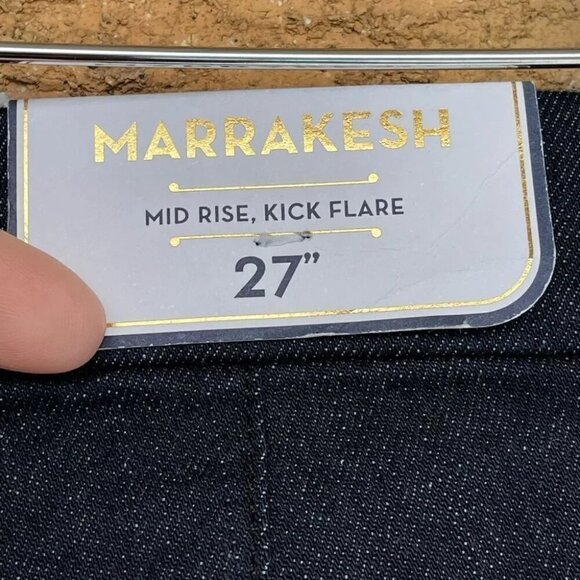 MARRAKESH
MID RISE, KICK FLARE
27”